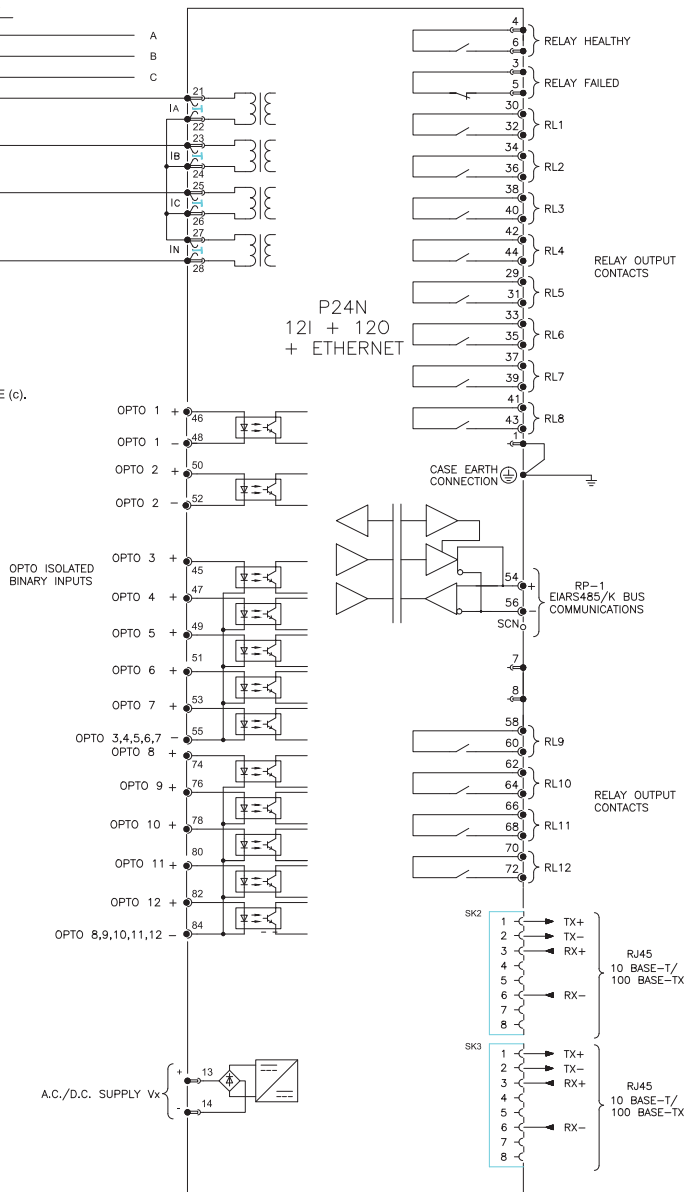 A
B
C
21
IA
22
23
IB
24
25
IC
26
27
IN
28
P24N
12I + 12O
+ ETHERNET
E (c).
OPTO 1 +
46
OPTO 1 -
48
OPTO 2 +
50
OPTO 2 -
52
OPTO ISOLATED
BINARY INPUTS
OPTO 3 +
45
OPTO 4 +
47
OPTO 5 +
49
OPTO 6 +
51
OPTO 7 +
53
OPTO 3,4,5,6,7 -
55
OPTO 8 +
74
OPTO 9 +
76
OPTO 10 +
78
OPTO 11 +
80
OPTO 12 +
82
OPTO 8,9,10,11,12 -
84
A.C./D.C. SUPPLY Vx
+
13
-
14
4
6
RELAY HEALTHY
3
5
RELAY FAILED
30
32
RL1
34
36
RL2
38
40
RL3
42
44
RL4
29
31
RL5
33
35
RL6
37
39
RL7
41
43
RL8
RELAY OUTPUT
CONTACTS
1
CASE EARTH
CONNECTION
54
+
56
-
SCN
RP-1
EIARS485/K BUS
COMMUNICATIONS
7
8
58
60
RL9
62
64
RL10
66
68
RL11
70
72
RL12
RELAY OUTPUT
CONTACTS
SK2
1 TX+
2 TX-
3 RX+
4
5
6 RX-
7
8
RJ45
10 BASE-T/
100 BASE-TX
SK3
1 TX+
2 TX-
3 RX+
4
5
6 RX-
7
8
RJ45
10 BASE-T/
100 BASE-TX